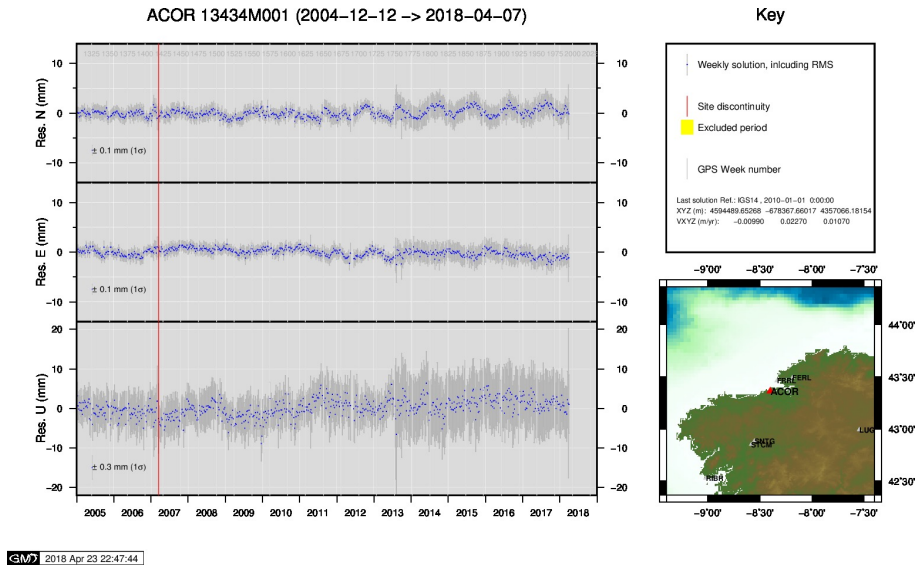 ACOR 13434M001 (2004−12−12 −> 2018−04−07)
Key
Res. N (mm)
10
0
−10
10
0
−10
± 0.1 mm (1σ)
Res. E (mm)
10
0
−10
10
0
−10
± 0.1 mm (1σ)
Res. U (mm)
20
10
0
−10
−20
20
10
0
−10
−20
± 0.3 mm (1σ)
2005 2006 2007 2008 2009 2010 2011 2012 2013 2014 2015 2016 2017 2018
Weekly solution, inlcuding RMS
Site discontinuity
Excluded period
GPS Week number
Last solution Ref.: IGS14 , 2010−01−01 0:00:00
XYZ (m): 4594489.65268 −678367.66017 4357066.18154
VXYZ (m/yr): −0.00990 0.02270 0.01070
−9˚00' −8˚30' −8˚00' −7˚30'
44˚00'
43˚30'
43˚00'
42˚30'
FERL
ACOR
LUG
SNTG
STCM
RIBR
−9˚00' −8˚30' −8˚00' −7˚30'
GMT 2018 Apr 23 22:47:44